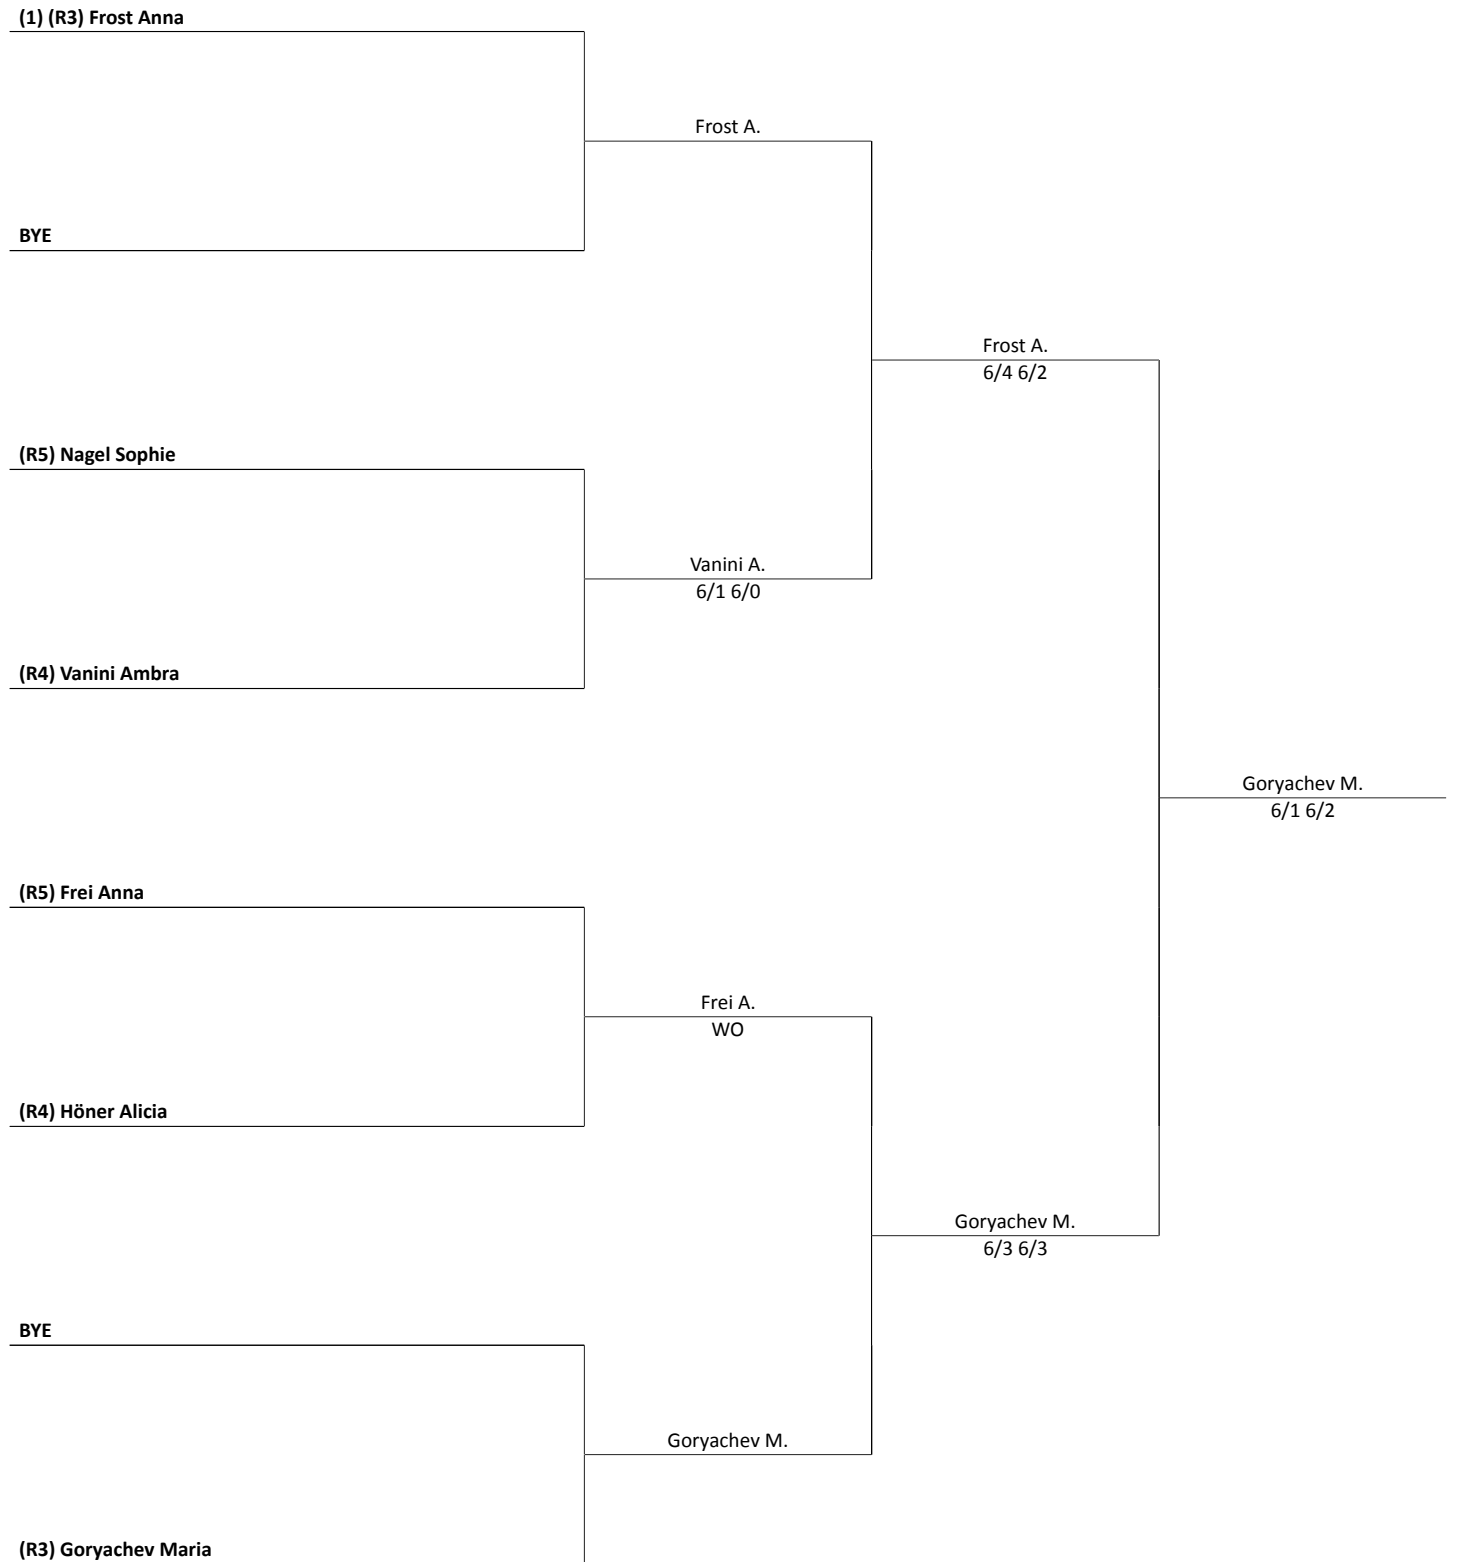 (1) (R3) Frost Anna
Frost A.
BYE
Frost A.
6/4 6/2
(R5) Nagel Sophie
Vanini A.
6/1 6/0
(R4) Vanini Ambra
Goryachev M.
6/1 6/2
(R5) Frei Anna
Frei A.
WO
(R4) Höner Alicia
Goryachev M.
6/3 6/3
BYE
Goryachev M.
(R3) Goryachev Maria